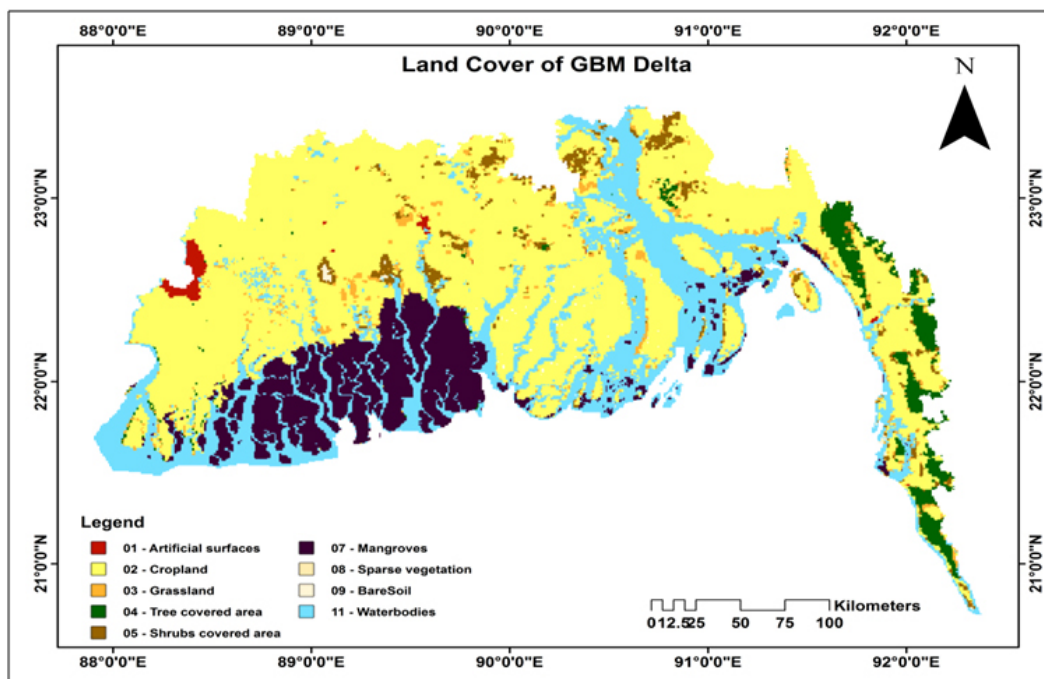 88°0'0"E 89°0'0"E 90°0'0"E 91°0'0"E 92°0'0"E
Land Cover of GBM Delta
N
23°0'0"N 23°0'0"N
22°0'0"N 22°0'0"N
21°0'0"N 21°0'0"N
Legend
01 - Artificial surfaces
02 - Cropland
03 - Grassland
04 - Tree covered area
05 - Shrubs covered area
07 - Mangroves
08 - Sparse vegetation
09 - BareSoil
11 - Waterbodies
Kilometers
0 12.5 25 50 75 100
88°0'0"E 89°0'0"E 90°0'0"E 91°0'0"E 92°0'0"E